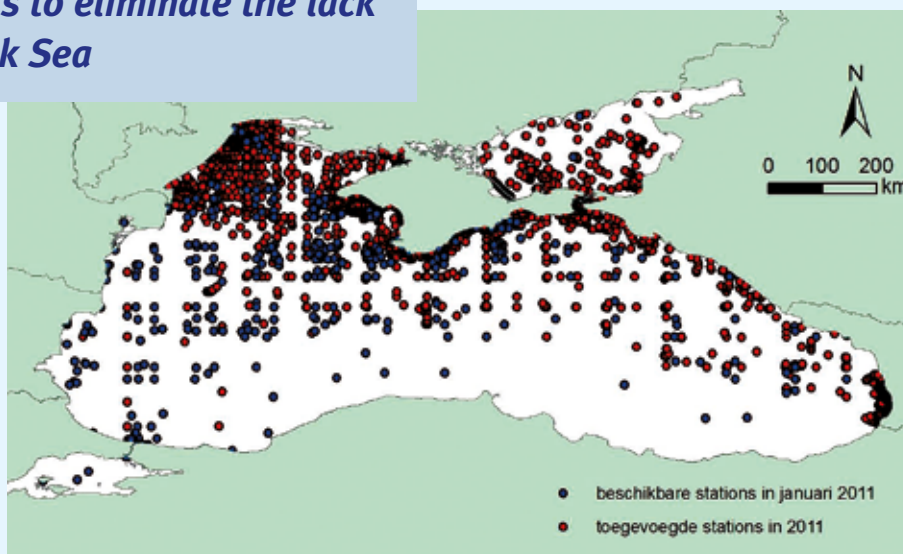 s to eliminate the lack
k Sea
N
0 100 200
km
beschikbare stations in januari 2011
toegevoegde stations in 2011